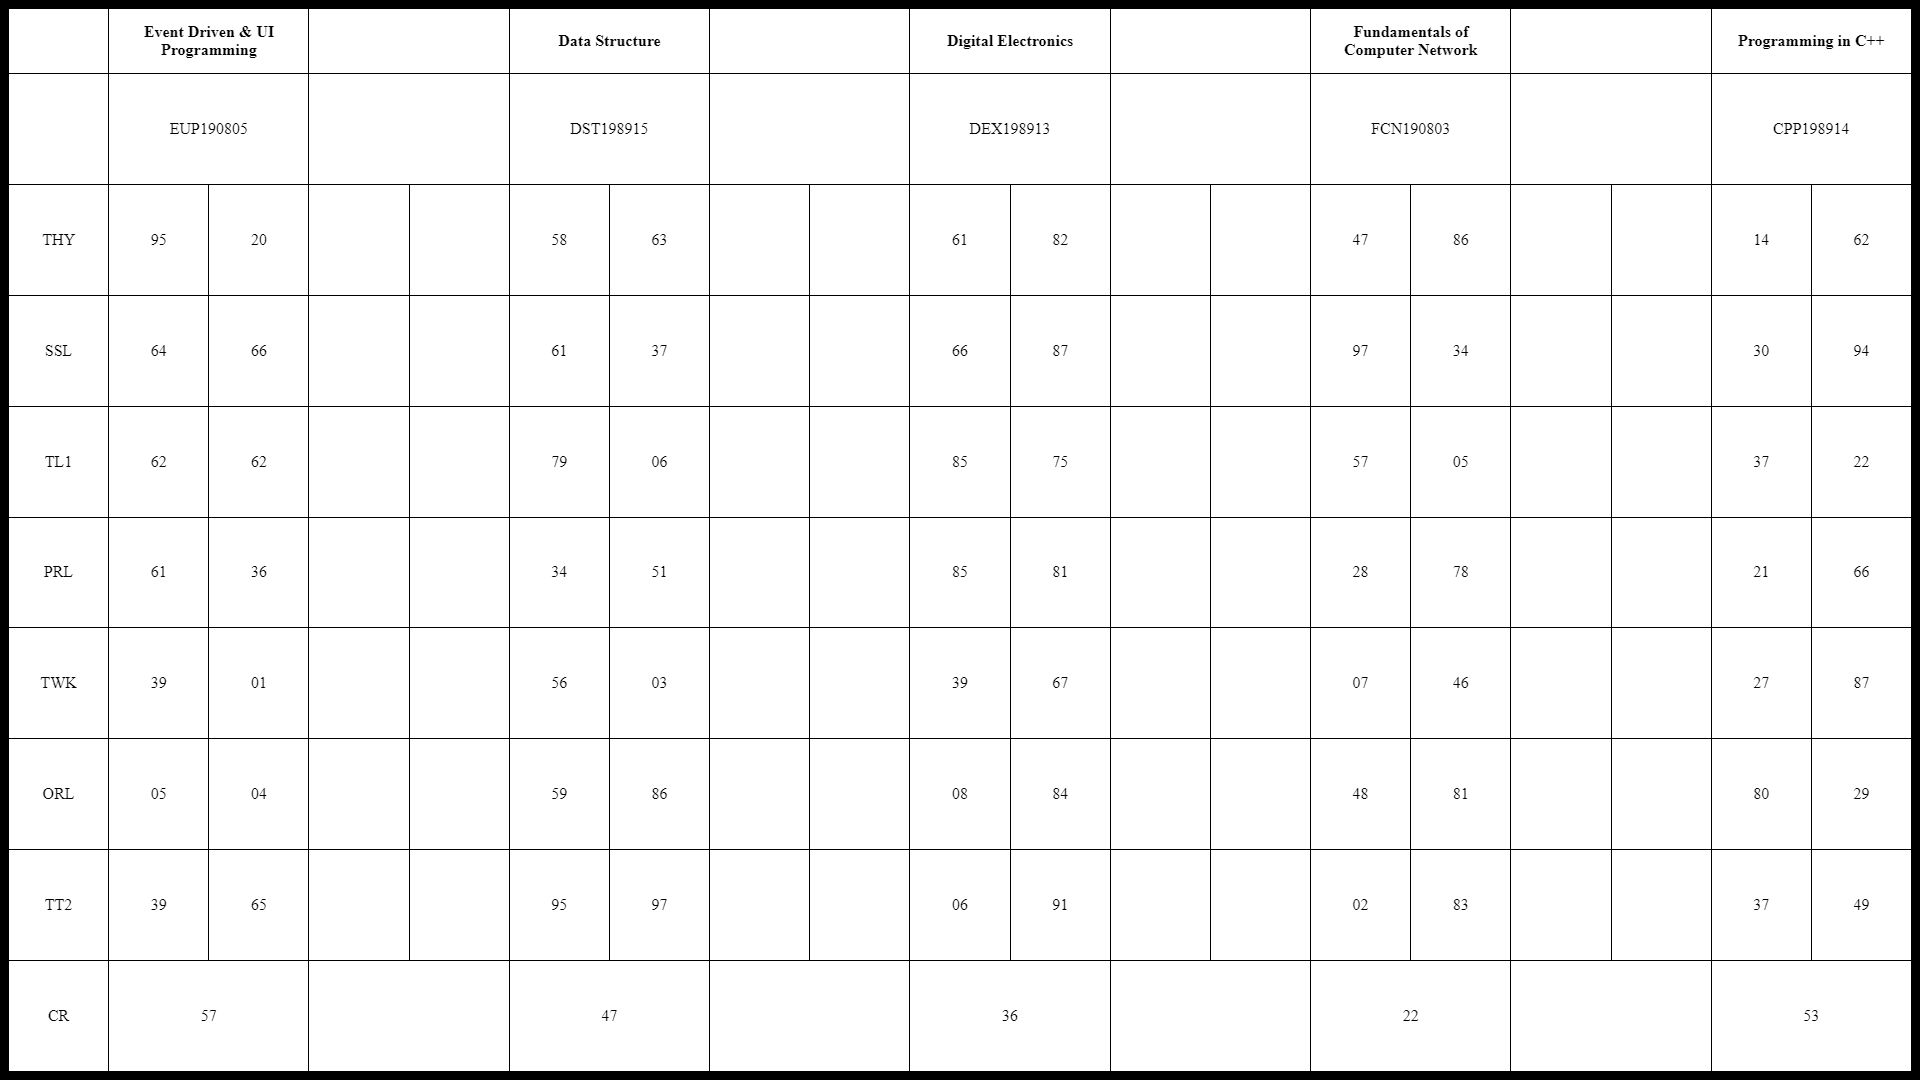 Event Driven & UI
Programming
Data Structure
Digital Electronics
Fundamentals of
Computer Network
Programming in C++
EUP190805 DST198915 DEX198913 FCN190803 CPP198914
THY 95 20 58 63 61 82 47 86 14 62
SSL 64 66 61 37 66 87 97 34 30 94
TL1 62 62 79 06 85 75 57 05 37 22
PRL 61 36 34 51 85 81 28 78 21 66
TWK 39 01 56 03 39 67 07 46 27 87
ORL 05 04 59 86 08 84 48 81 80 29
TT2 39 65 95 97 06 91 02 83 37 49
CR 57 47 36 22 53